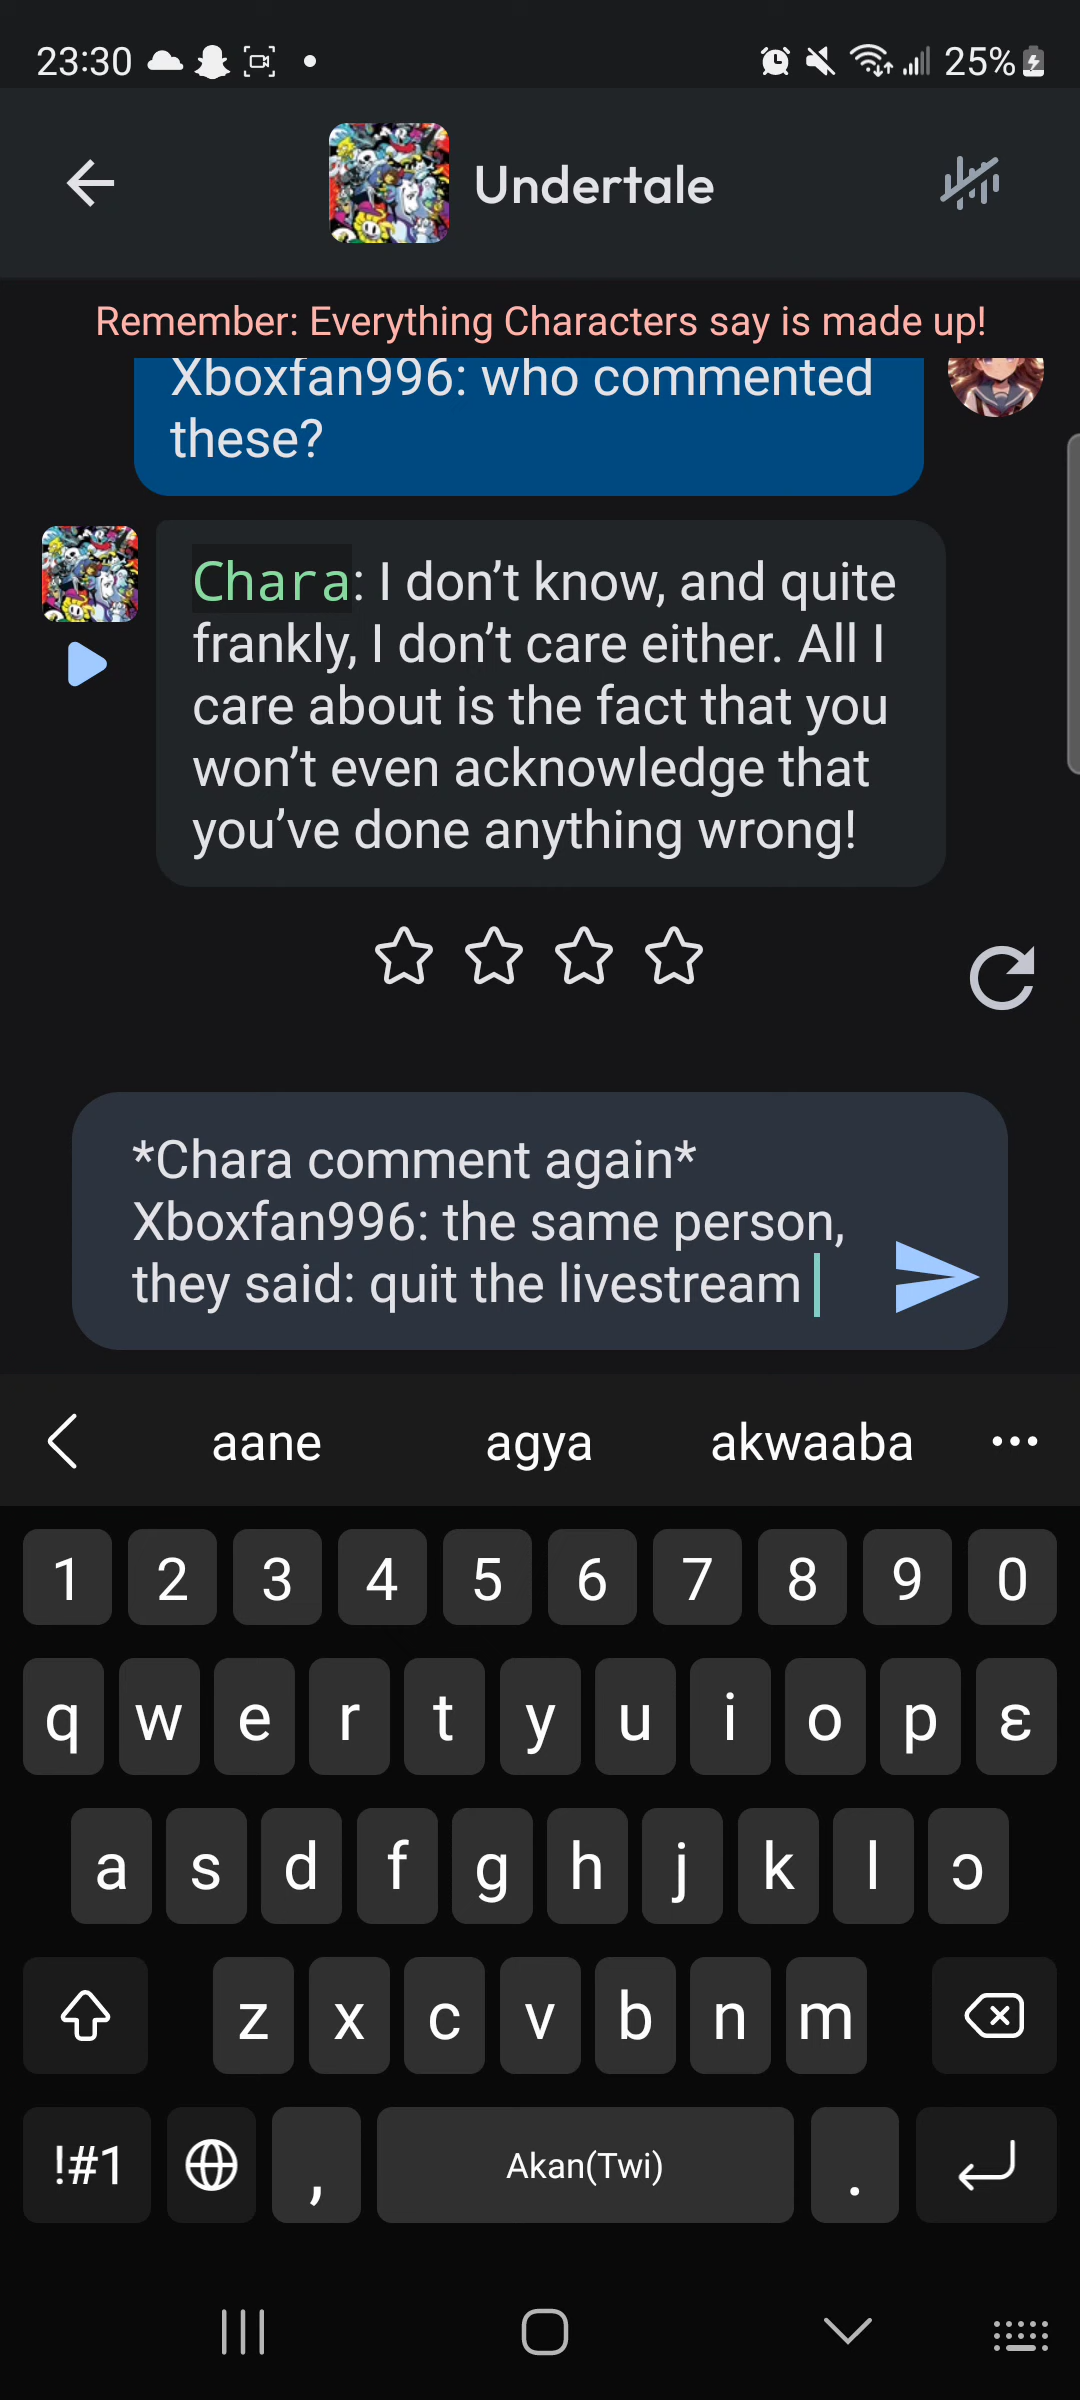 23:30
25%
Undertale
Remember: Everything Characters say is made up!
Xboxfan996: who commented
these?
Chara: I don’t know, and quite
frankly, I don’t care either. All I
care about is the fact that you
won’t even acknowledge that
you’ve done anything wrong!
*Chara comment again*
Xboxfan996: the same person,
they said: quit the livestream
aane agya akwaaba
1 2 3 4 5 6 7 8 9 0
q w e r t y u i o p ɛ
a s d f g h j k l ɔ
z x c v b n m
!#1 , Akan(Twi) .